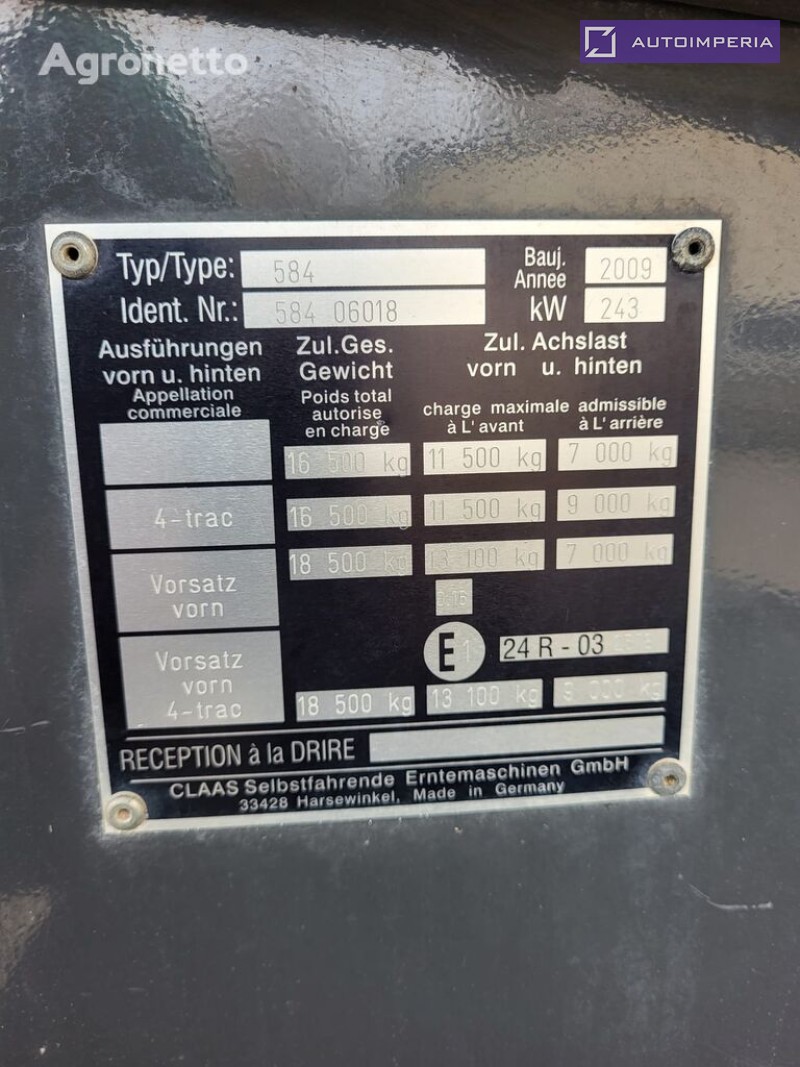 Agronetto
AUTOIMPERIA
Typ/Type: 584 Bauj. Annee 2009
Ident. Nr.: 584 06018 kW 243
Ausführungen vorn u. hinten
Appellation commerciale
Zul.Ges. Gewicht
Poids total autorise en charge
Zul. Achslast
vorn u. hinten
charge maximale admissible
à L'avant à L'arrière
16 500 kg 11 500 kg 7 000 kg
4-trac 16 500 kg 11 500 kg 9 000 kg
Vorsatz vorn 18 500 kg 13 100 kg 7 000 kg
E1 24 R - 03
Vorsatz vorn 4-trac 18 500 kg 13 100 kg 9 000 kg
RECEPTION à la DRIRE
CLAAS Selbstfahrende Erntemaschinen GmbH
33428 Harsewinkel, Made in Germany